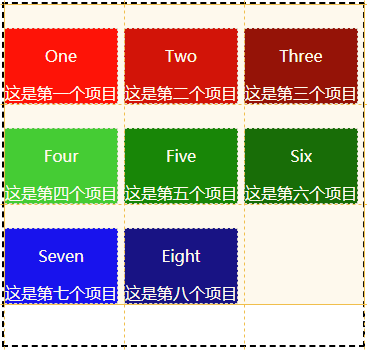 One
这是第一个项目
Two
这是第二个项目
Three
这是第三个项目
Four
这是第四个项目
Five
这是第五个项目
Six
这是第六个项目
Seven
这是第七个项目
Eight
这是第八个项目